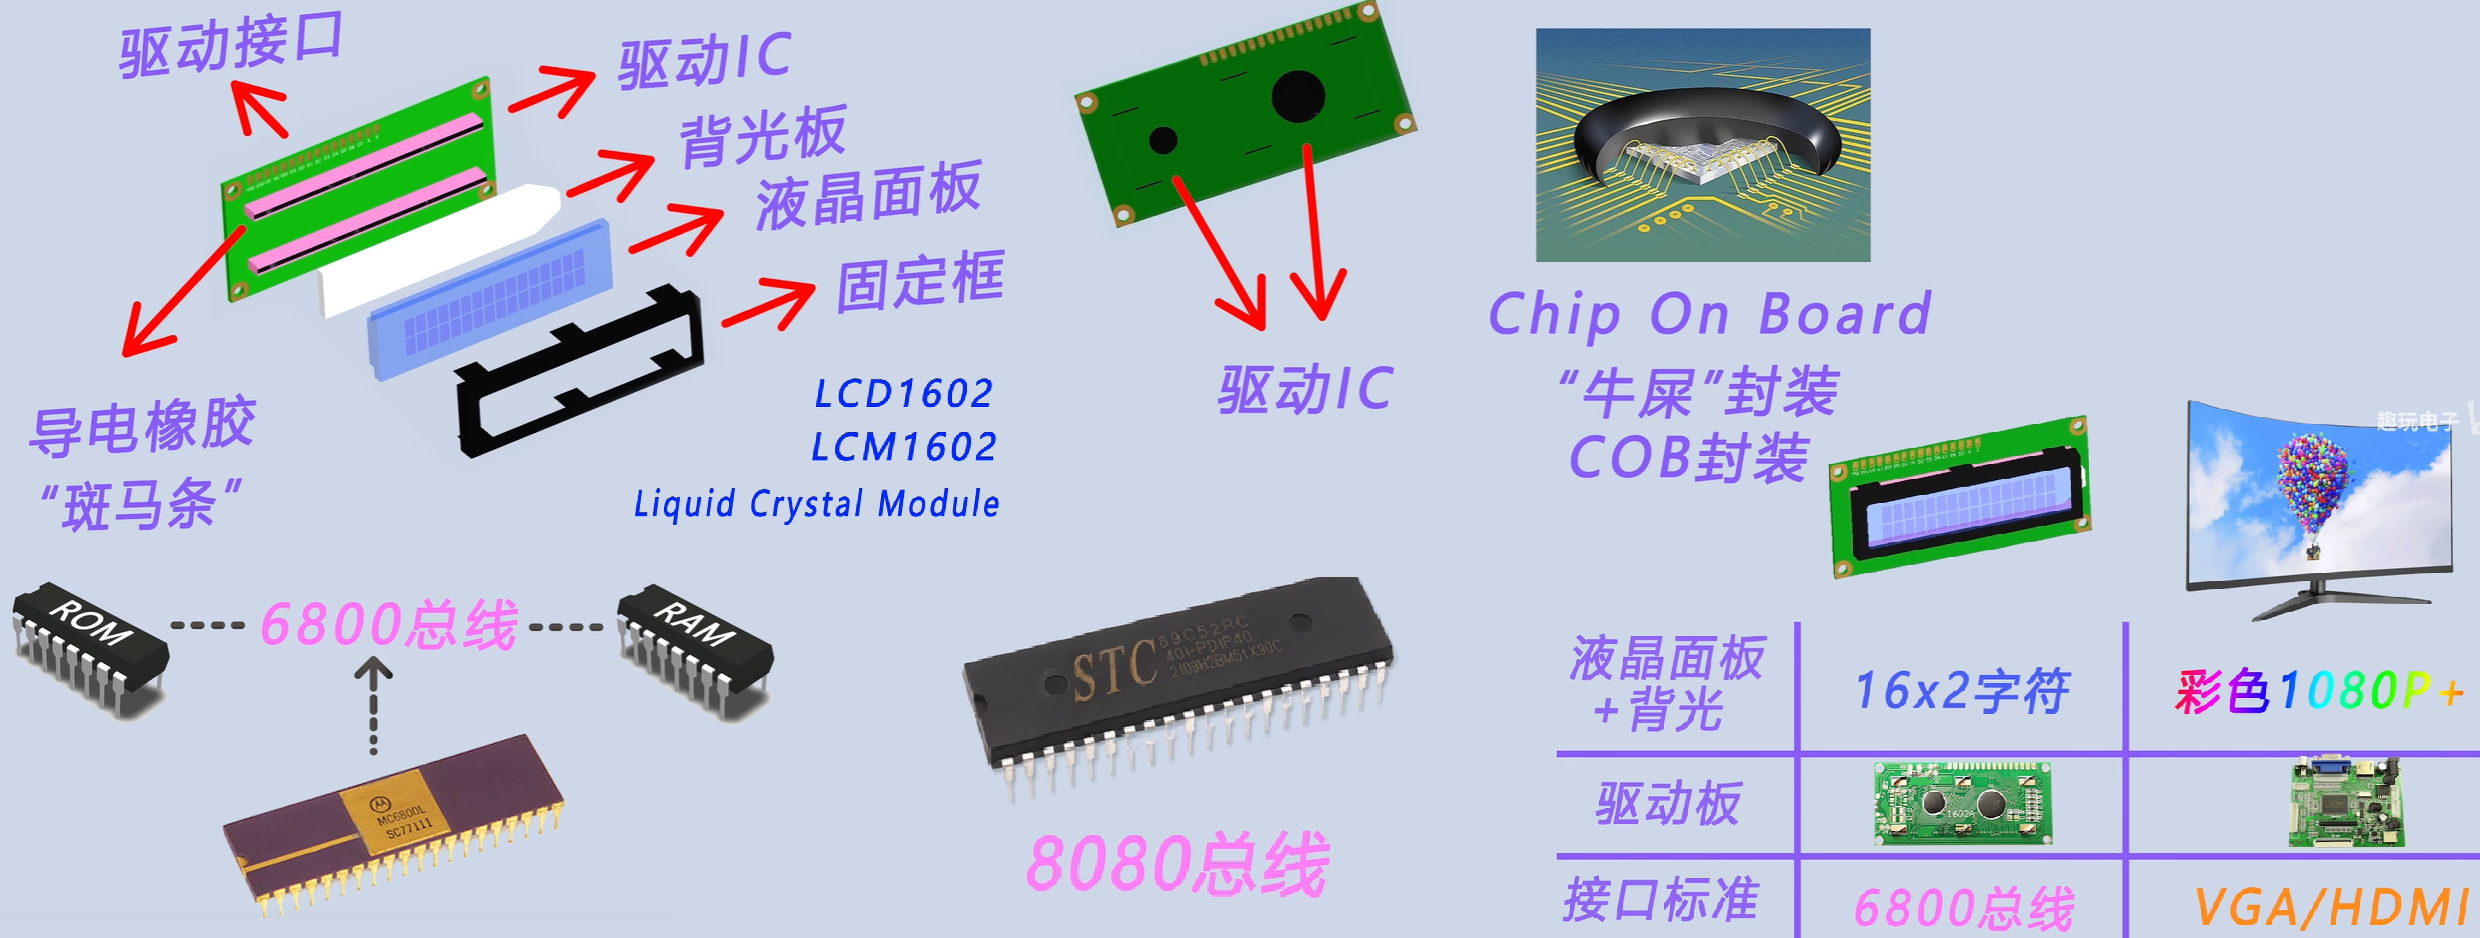 驱动接口
驱动IC
背光板
液晶面板
固定框
导电橡胶
“斑马条”
LCD1602
LCM1602
Liquid Crystal Module
驱动IC
Chip On Board
“牛屎”封装
COB封装
趣玩电子
ROM
6800总线
RAM
MC6800L
SC77111
STC
89C52RC
40I-PDIP40
2109H2BM51.X90C
8080总线
液晶面板
+背光
16x2字符
彩色1080P+
驱动板
1602A
接口标准
6800总线
VGA/HDMI